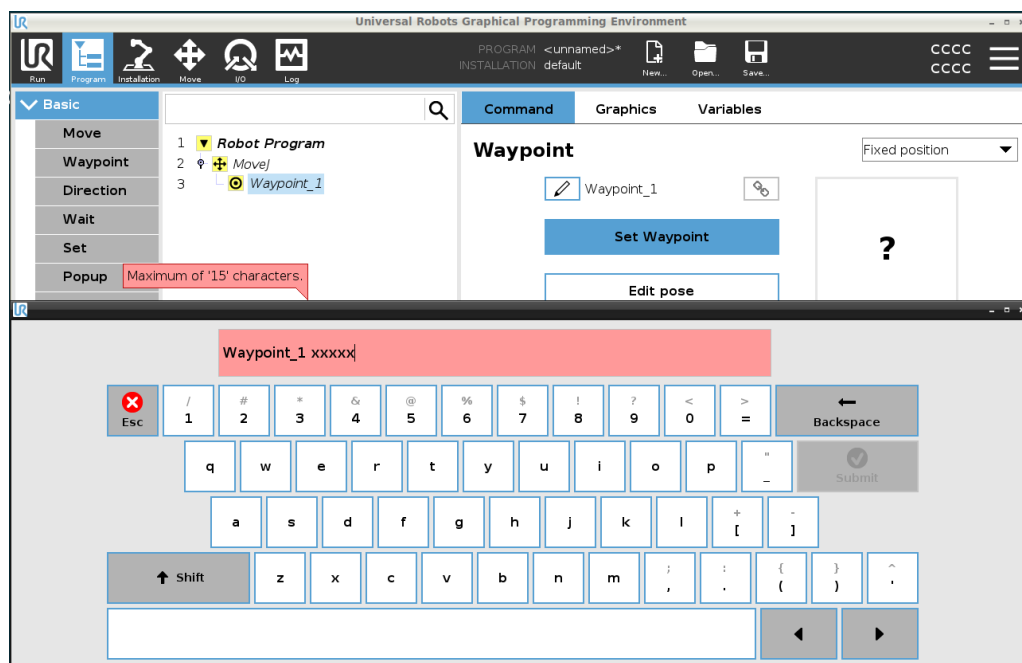 UR Universal Robots Graphical Programming Environment
UR
Run Program Installation Move I/O Log
PROGRAM <unnamed>*
INSTALLATION default
New... Open... Save...
CCCC
CCCC
Basic
Move
Waypoint
Direction
Wait
Set
Popup
1 Robot Program
2 MoveJ
3 Waypoint_1
Maximum of '15' characters.
Command Graphics Variables
Waypoint
Fixed position
Waypoint_1
Set Waypoint
?
Edit pose
UR
Waypoint_1 xxxxx
/ # * & @ % $ ! ? < >
Esc 1 2 3 4 5 6 7 8 9 0 = Backspace
"
q w e r t y u i o p _ Submit
+ -
a s d f g h j k l [ ]
; : { } ^
Shift z x c v b n m , . ( ) '